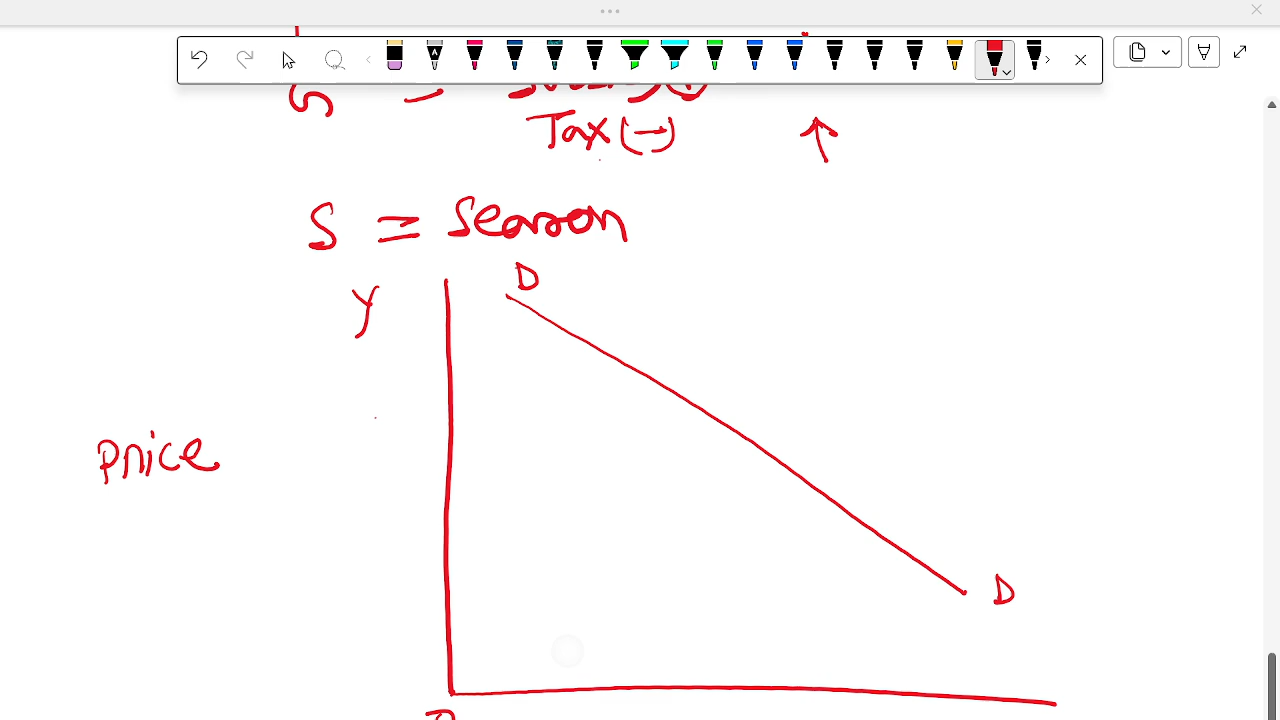 Tax (-)
S = Season
D
Y
Price
D